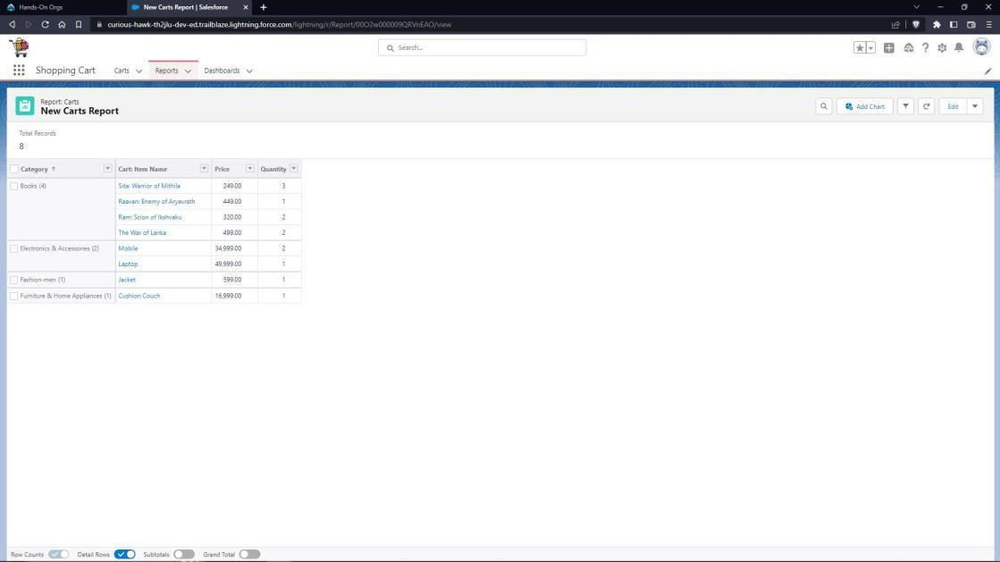 Hands-On Orgs
New Carts Report | Salesforce
curious-hawk-th2jlu-dev-ed.trailblaze.lightning.force.com/lightning/r/Report/00O2w000009QRVnEAO/view
Search...
Shopping Cart
Carts
Reports
Dashboards
Report: Carts
New Carts Report
Add Chart
Edit
Total Records
8
Category ↑ Cart: Item Name Price Quantity
Books (4) Sita: Warrior of Mithila 249.00 3
Raavan: Enemy of Aryavrath 449.00 1
Ram: Scion of Ikshvaku 320.00 2
The War of Lanka 499.00 2
Electronics & Accessories (2) Mobile 34,999.00 2
Laptop 49,999.00 1
Fashion-men (1) Jacket 599.00 1
Furniture & Home Appliances (1) Cushion Couch 16,999.00 1
Row Counts Detail Rows Subtotals Grand Total